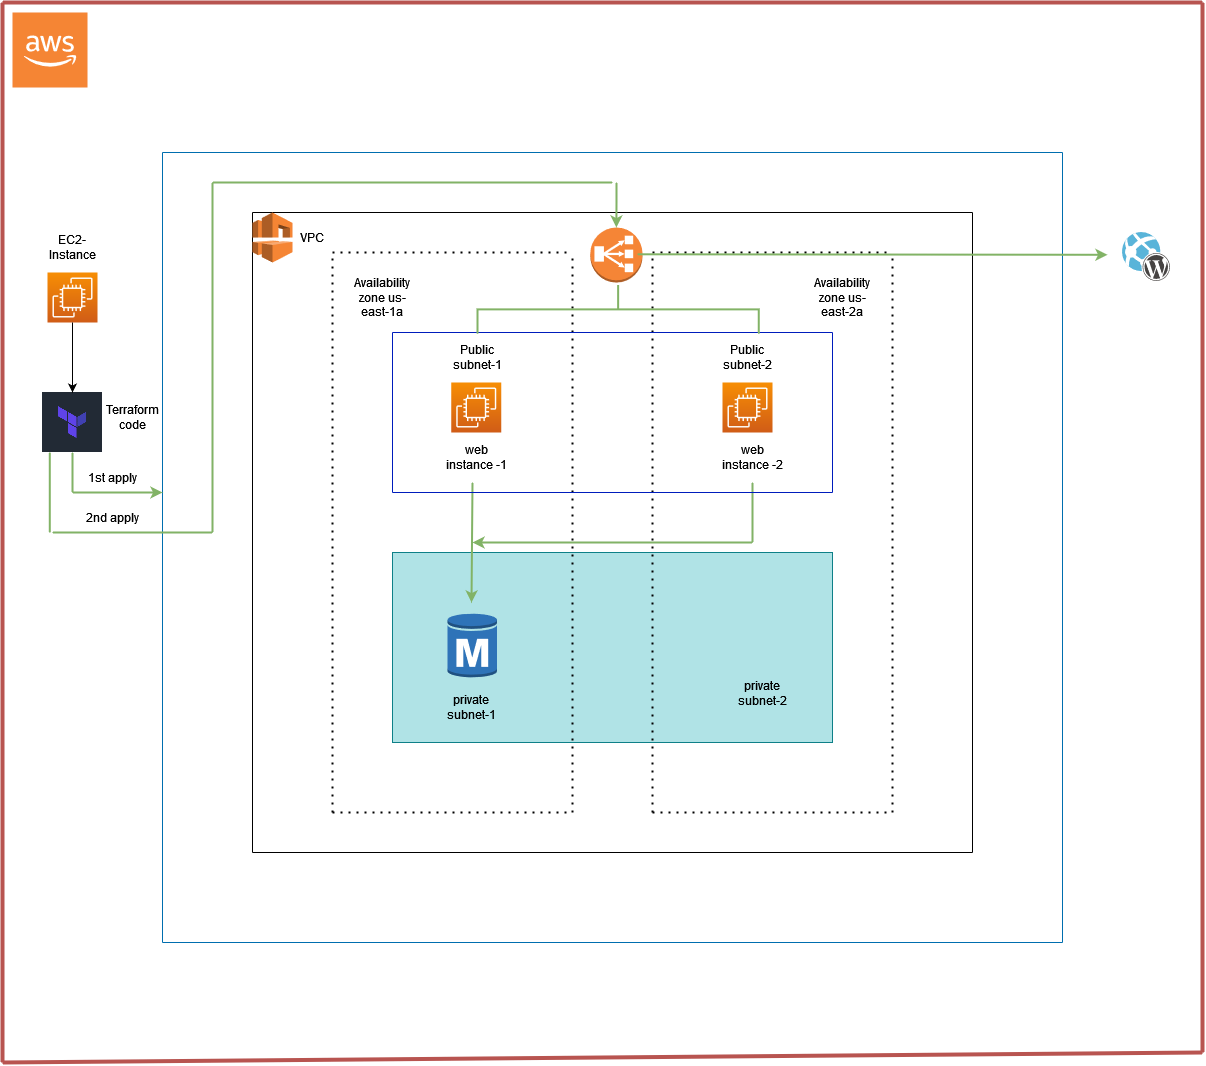 aws
EC2-
Instance
Terraform
code
1st apply
2nd apply
VPC
Availability
zone us-
east-1a
Availability
zone us-
east-2a
Public
subnet-1
Public
subnet-2
web
instance -1
web
instance -2
M
private
subnet-1
private
subnet-2
W